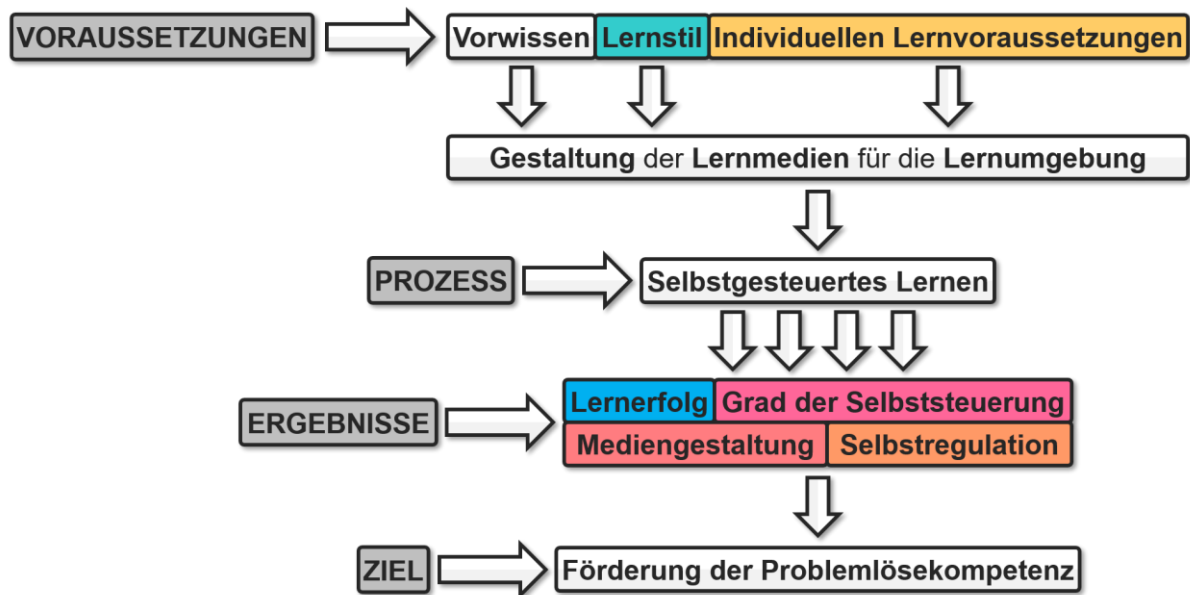 VORAUSSETZUNGEN
Vorwissen Lernstil Individuellen Lernvoraussetzungen
Gestaltung der Lernmedien für die Lernumgebung
PROZESS
Selbstgesteuertes Lernen
ERGEBNISSE
Lernerfolg Grad der Selbststeuerung
Mediengestaltung Selbstregulation
ZIEL
Förderung der Problemlösekompetenz